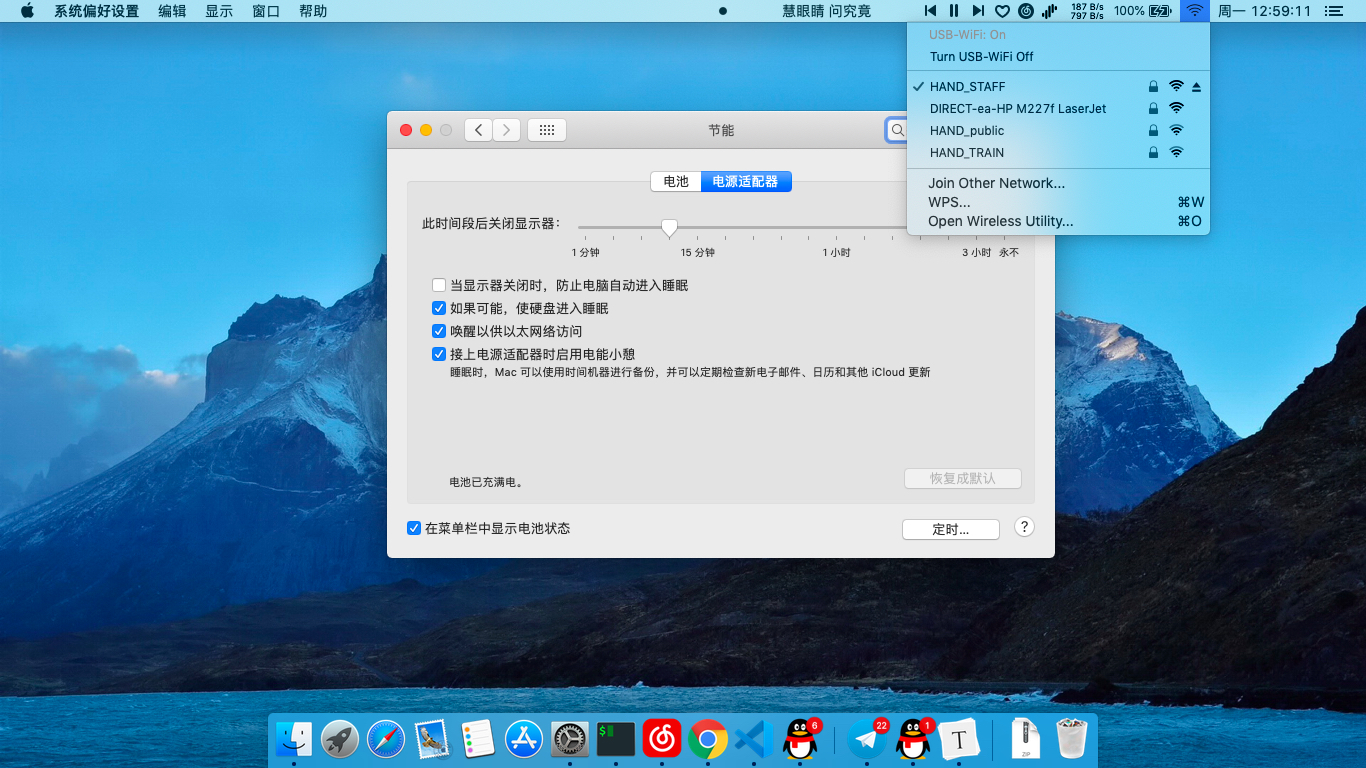 系统偏好设置 编辑 显示 窗口 帮助 慧眼睛 问究竟 187 B/s 797 B/s 100% 周一 12:59:11
USB-WiFi: On
Turn USB-WiFi Off
HAND_STAFF
DIRECT-ea-HP M227f LaserJet
HAND_public
HAND_TRAIN
Join Other Network...
WPS... ⌘W
Open Wireless Utility... ⌘O
节能
电池 电源适配器
此时间段后关闭显示器：
1 分钟 15 分钟 1 小时 3 小时 永不
当显示器关闭时，防止电脑自动进入睡眠
如果可能，使硬盘进入睡眠
唤醒以供以太网络访问
接上电源适配器时启用电能小憩
睡眠时，Mac 可以使用时间机器进行备份，并可以定期检查新电子邮件、日历和其他 iCloud 更新
电池已充满电。 恢复成默认
在菜单栏中显示电池状态 定时... ?
$ 6 22 1 T ZIP